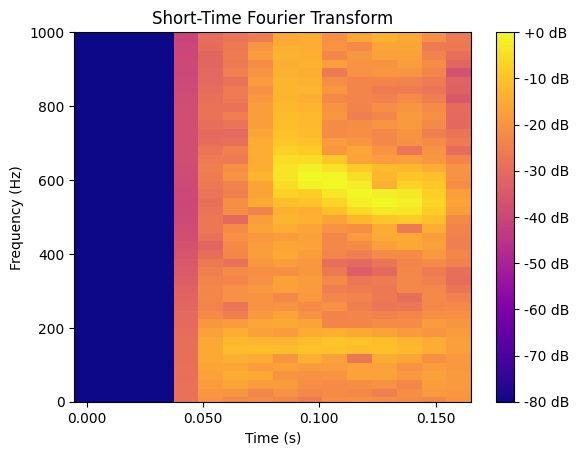 Short-Time Fourier Transform
1000
800
600
400
200
0
Frequency (Hz)
0.000
0.050
0.100
0.150
Time (s)
+0 dB
-10 dB
-20 dB
-30 dB
-40 dB
-50 dB
-60 dB
-70 dB
-80 dB